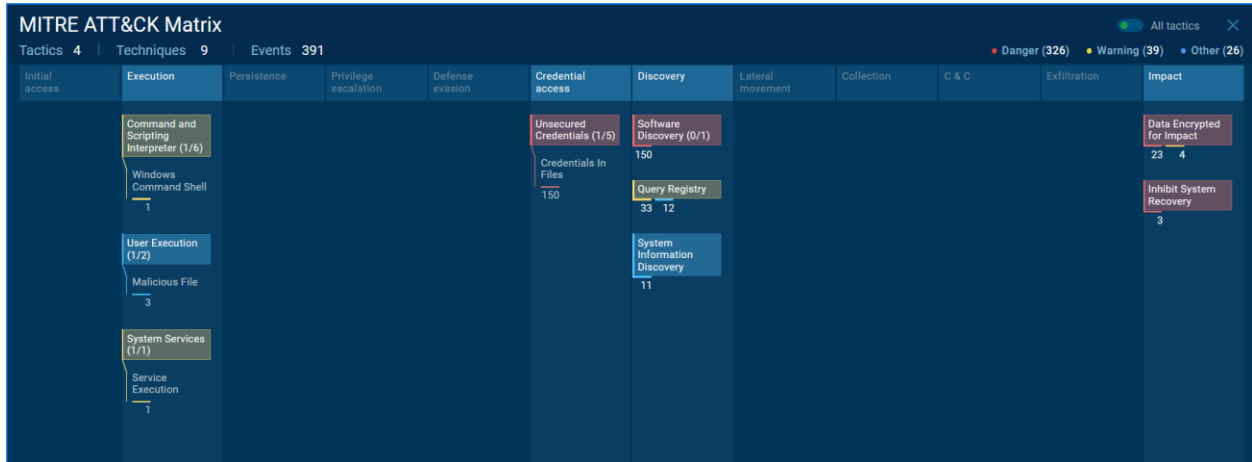 MITRE ATT&CK Matrix
All tactics
Tactics 4 | Techniques 9 | Events 391
Danger (326) Warning (39) Other (26)
Initial
access
Execution
Persistence
Privilege
escalation
Defense
evasion
Credential
access
Discovery
Lateral
movement
Collection
C & C
Exfiltration
Impact
Command and
Scripting
Interpreter (1/6)
Windows
Command Shell
1
User Execution
(1/2)
Malicious File
3
System Services
(1/1)
Service
Execution
1
Unsecured
Credentials (1/5)
Credentials In
Files
150
Software
Discovery (0/1)
150
Query Registry
33 12
System
Information
Discovery
11
Data Encrypted
for Impact
23 4
Inhibit System
Recovery
3